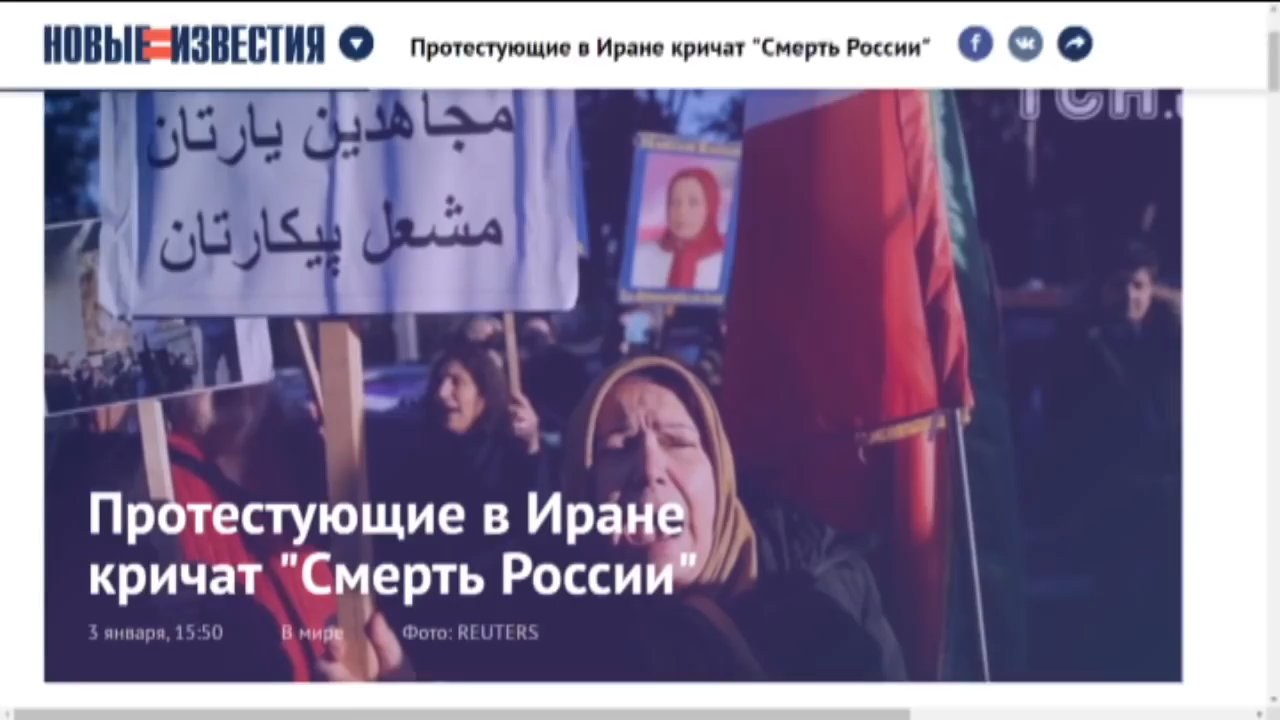 НОВЫЕ ИЗВЕСТИЯ
Протестующие в Иране кричат "Смерть России"
ТСН.
مجاهدین یارتان
مشعل پیکارتان
Протестующие в Иране
кричат "Смерть России"
3 января, 15:50 В мире Фото: REUTERS